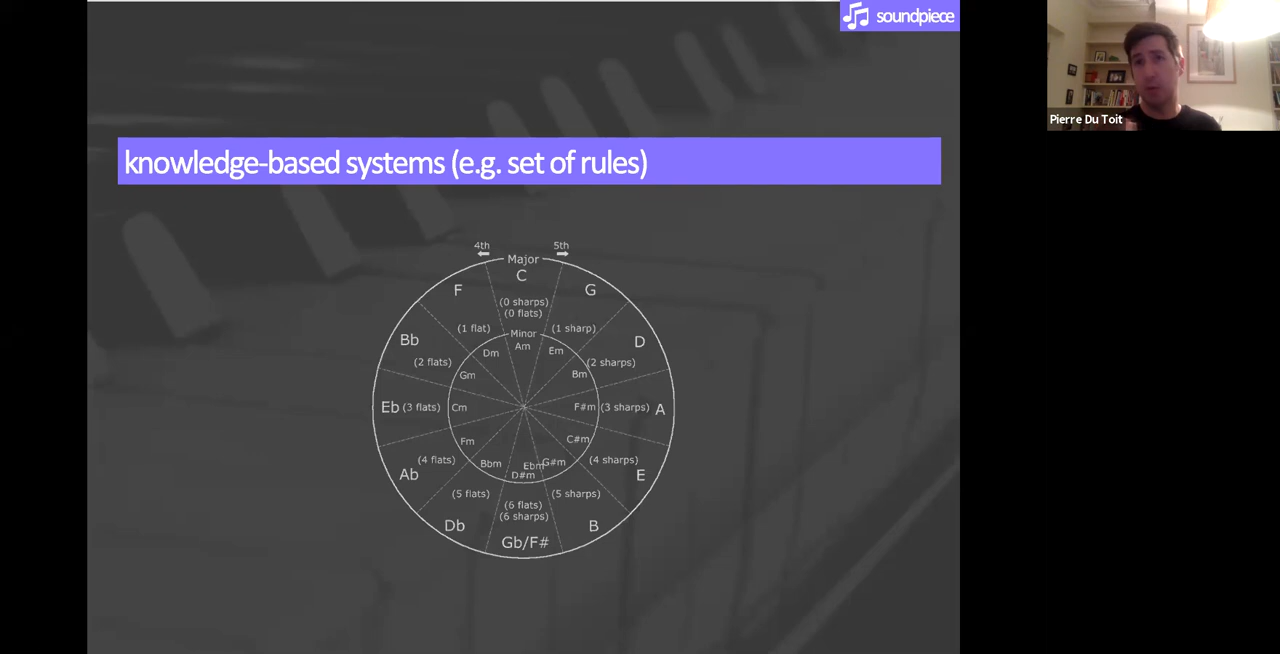 soundpiece
Pierre Du Toit
knowledge-based systems (e.g. set of rules)
4th
5th
Major
C
(0 sharps)
(0 flats)
G
(1 sharp)
D
(2 sharps)
A
(3 sharps)
E
(4 sharps)
B
(5 sharps)
Gb/F#
(6 flats)
(6 sharps)
Db
(5 flats)
Ab
(4 flats)
Eb
(3 flats)
Bb
(2 flats)
F
(1 flat)
Minor
Am
Em
Bm
F#m
C#m
G#m
Ebm
D#m
Bbm
Fm
Cm
Gm
Dm